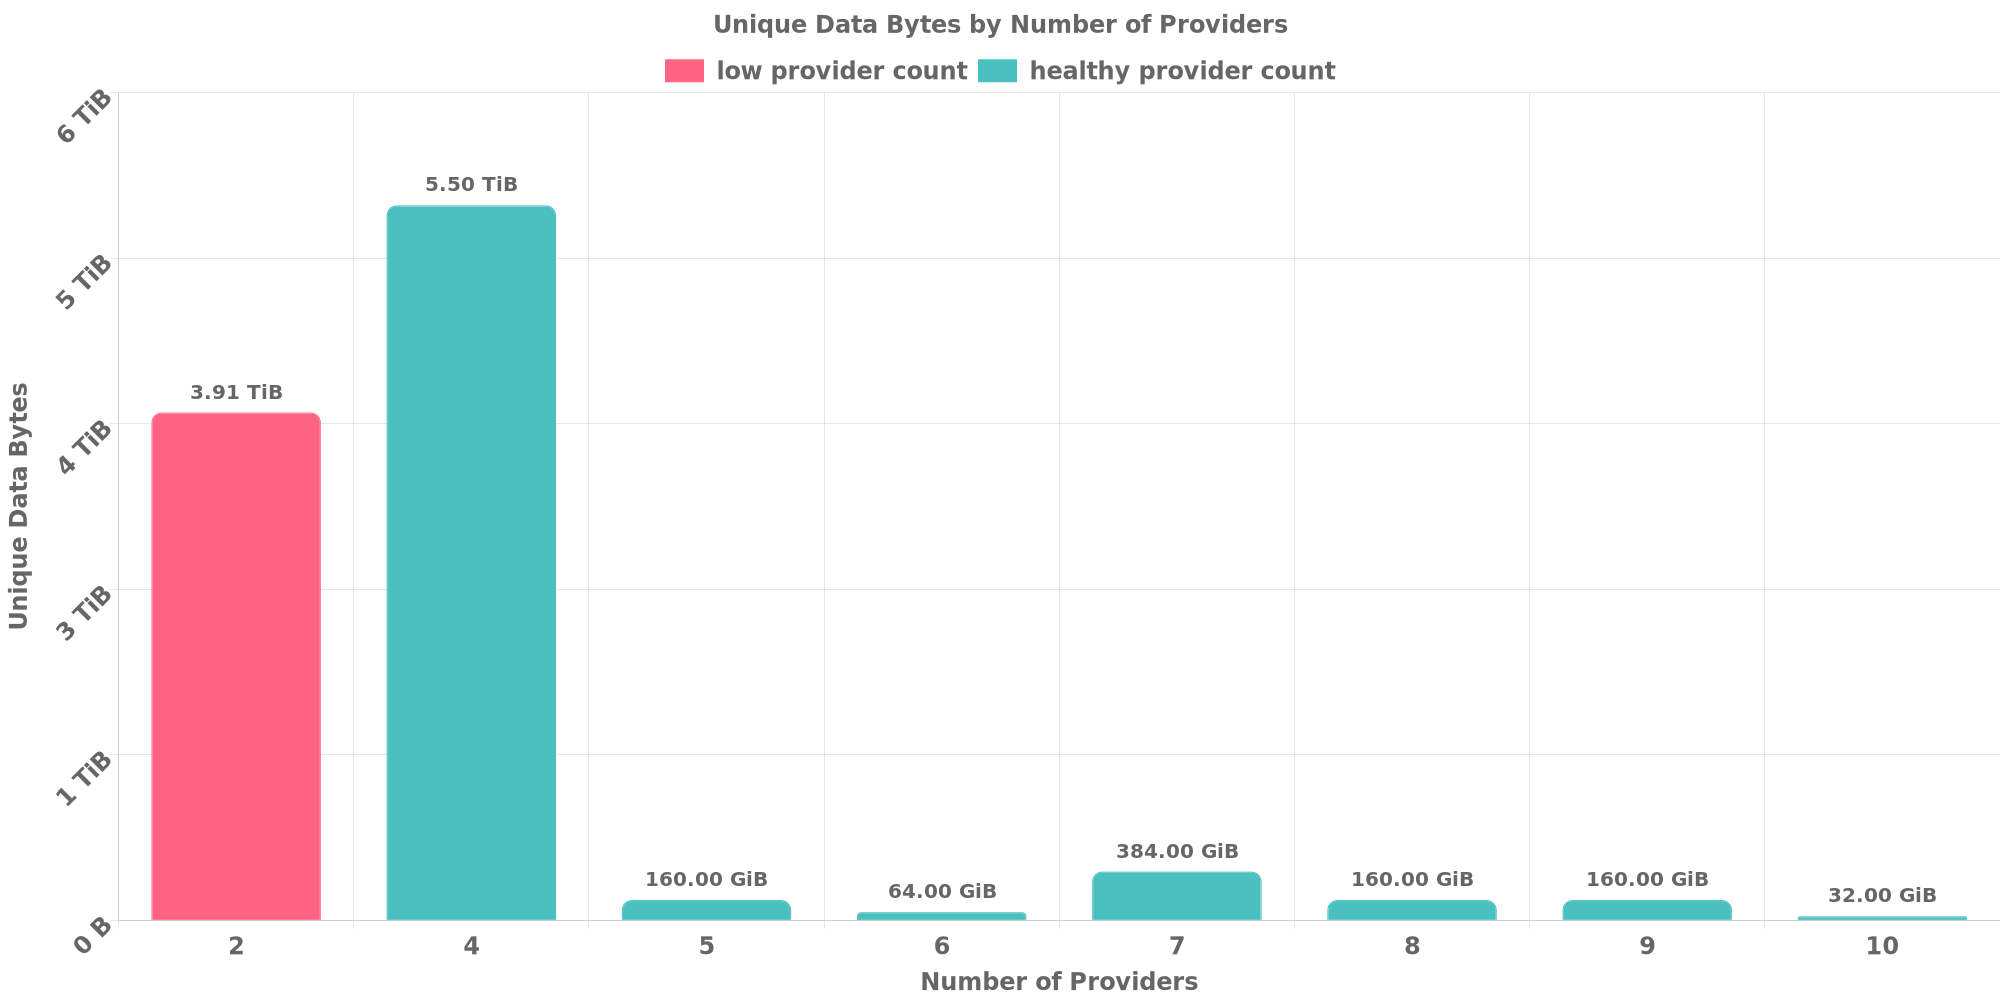 Unique Data Bytes by Number of Providers
low provider count healthy provider count
6 TiB
5 TiB
4 TiB
3 TiB
1 TiB
0 B
Unique Data Bytes
3.91 TiB
5.50 TiB
160.00 GiB
64.00 GiB
384.00 GiB
160.00 GiB
160.00 GiB
32.00 GiB
2 4 5 6 7 8 9 10
Number of Providers